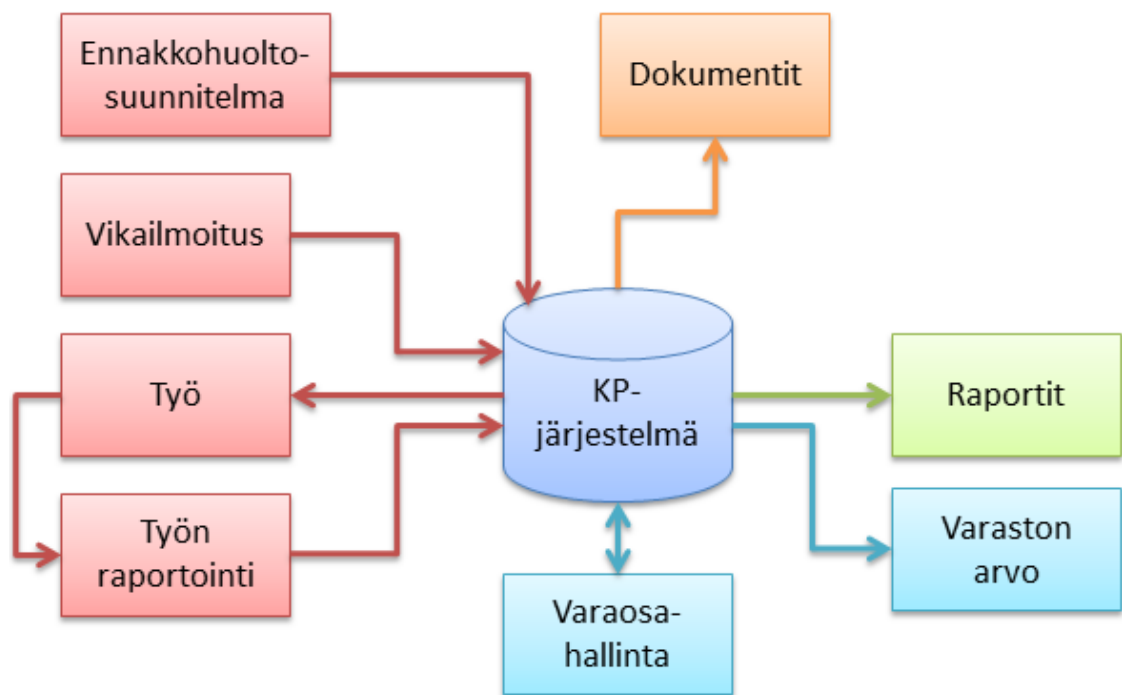 Ennakkohuolto-
suunnitelma
Dokumentit
Vikailmoitus
Työ
KP-
järjestelmä
Raportit
Työn
raportointi
Varaston
arvo
Varaosa-
hallinta